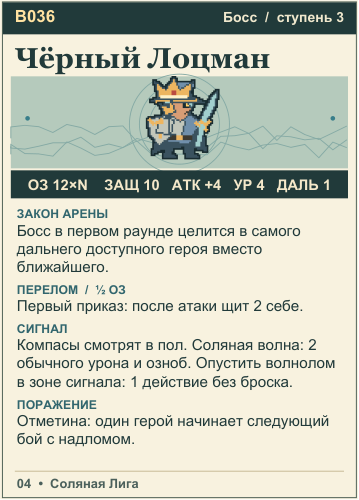 B036 Босс / ступень 3
Чёрный Лоцман
ОЗ 12×N ЗАЩ 10 АТК +4 УР 4 ДАЛЬ 1
ЗАКОН АРЕНЫ
Босс в первом раунде целится в самого
дальнего доступного героя вместо
ближайшего.
ПЕРЕЛОМ / ½ ОЗ
Первый приказ: после атаки щит 2 себе.
СИГНАЛ
Компасы смотрят в пол. Соляная волна: 2
обычного урона и озноб. Опустить волнолом
в зоне сигнала: 1 действие без броска.
ПОРАЖЕНИЕ
Отметина: один герой начинает следующий
бой с надломом.
04 • Соляная Лига